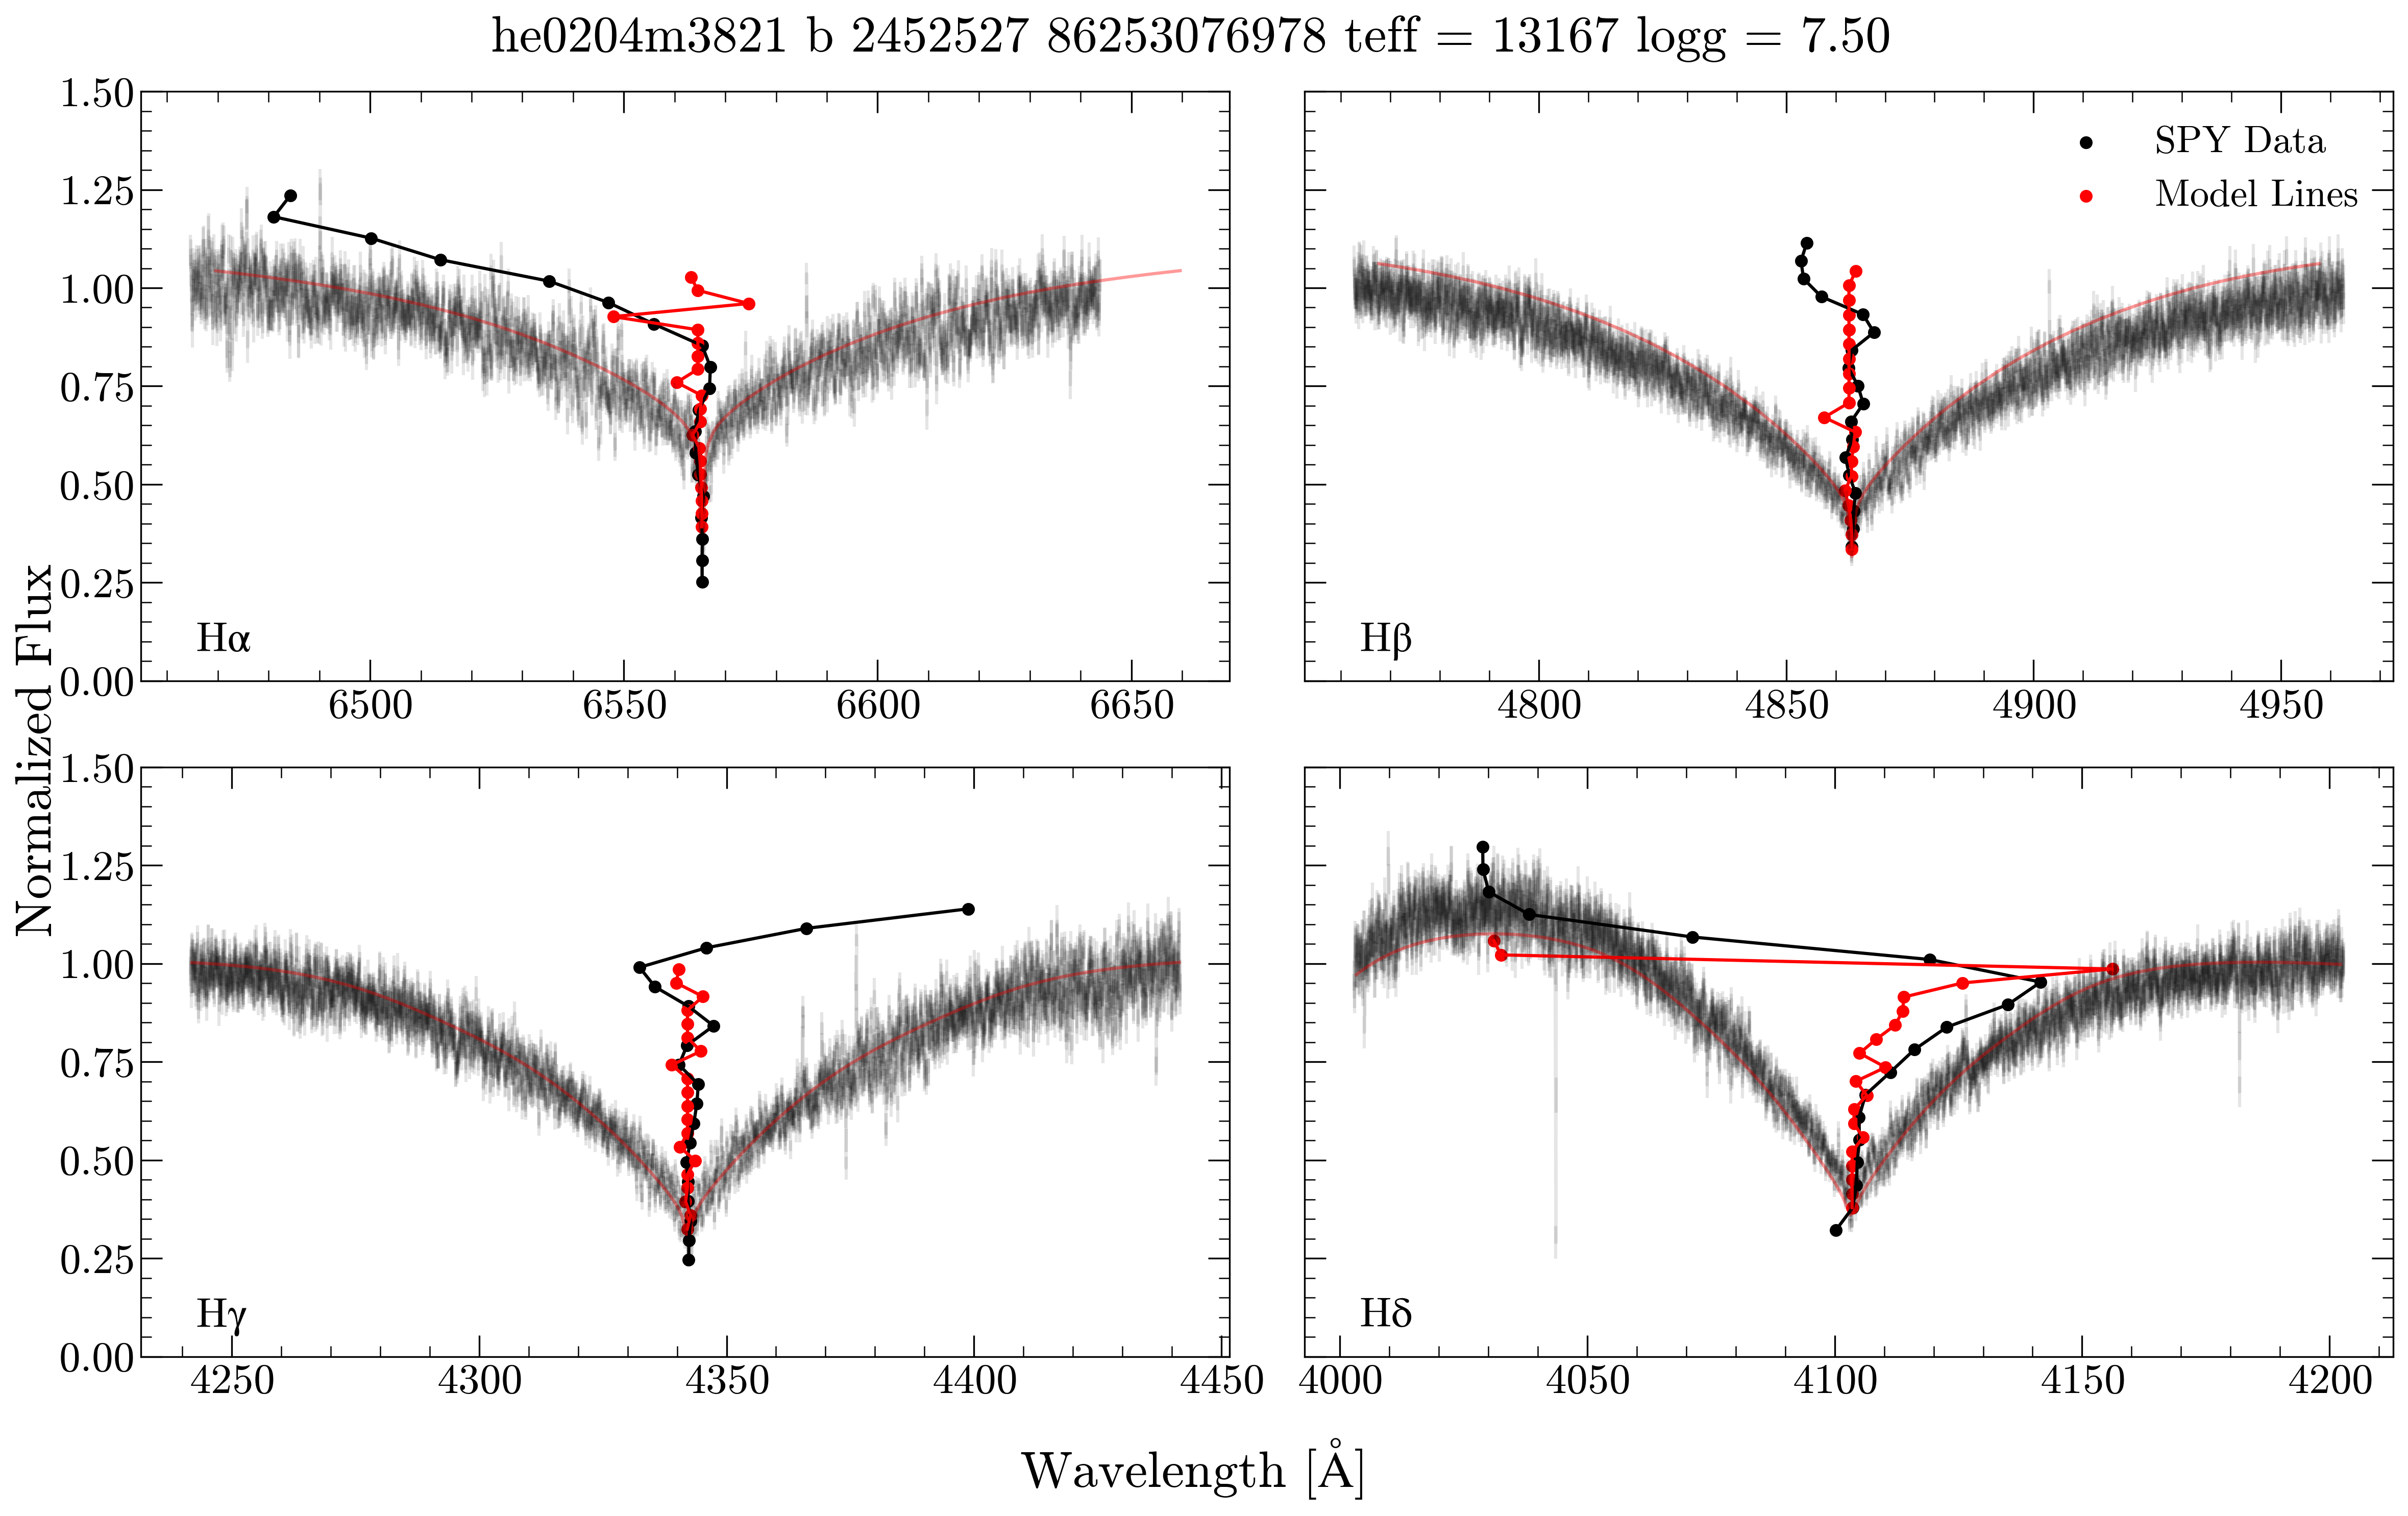 he0204m3821 b 2452527 86253076978 teff = 13167 logg = 7.50
Normalized Flux
1.50
1.25
1.00
0.75
0.50
0.25
0.00
Hα
6500 6550 6600 6650
SPY Data
Model Lines
Hβ
4800 4850 4900 4950
1.50
1.25
1.00
0.75
0.50
0.25
0.00
Hγ
4250 4300 4350 4400 4450
Hδ
4000 4050 4100 4150 4200
Wavelength [Å]